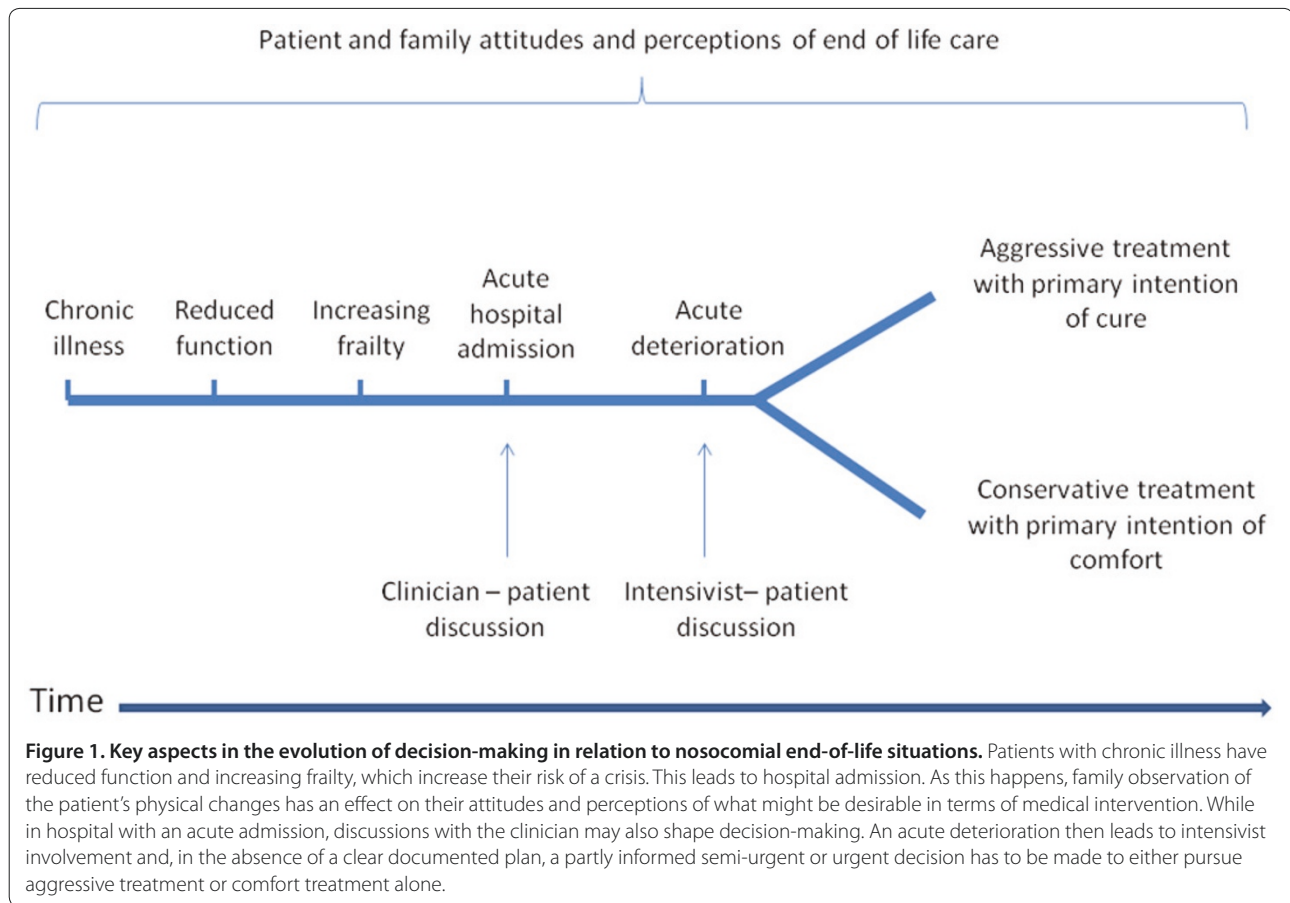 Patient and family attitudes and perceptions of end of life care
Chronic
illness
Reduced
function
Increasing
frailty
Acute
hospital
admission
Acute
deterioration
Aggressive treatment
with primary intention
of cure
Conservative treatment
with primary intention of
comfort
Clinician – patient
discussion
Intensivist– patient
discussion
Time
Figure 1. Key aspects in the evolution of decision-making in relation to nosocomial end-of-life situations. Patients with chronic illness have
reduced function and increasing frailty, which increase their risk of a crisis. This leads to hospital admission. As this happens, family observation of
the patient's physical changes has an effect on their attitudes and perceptions of what might be desirable in terms of medical intervention. While
in hospital with an acute admission, discussions with the clinician may also shape decision-making. An acute deterioration then leads to intensivist
involvement and, in the absence of a clear documented plan, a partly informed semi-urgent or urgent decision has to be made to either pursue
aggressive treatment or comfort treatment alone.